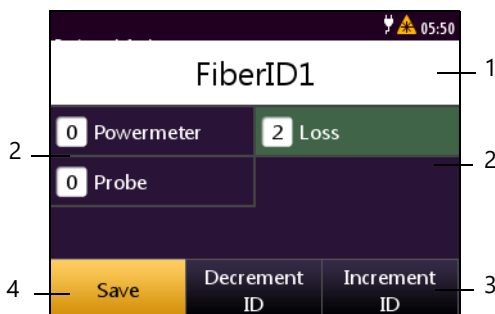 05:50
FiberID1
1
0 Powermeter
2 Loss
2
2
0 Probe
4
Save
Decrement
ID
Increment
ID
3